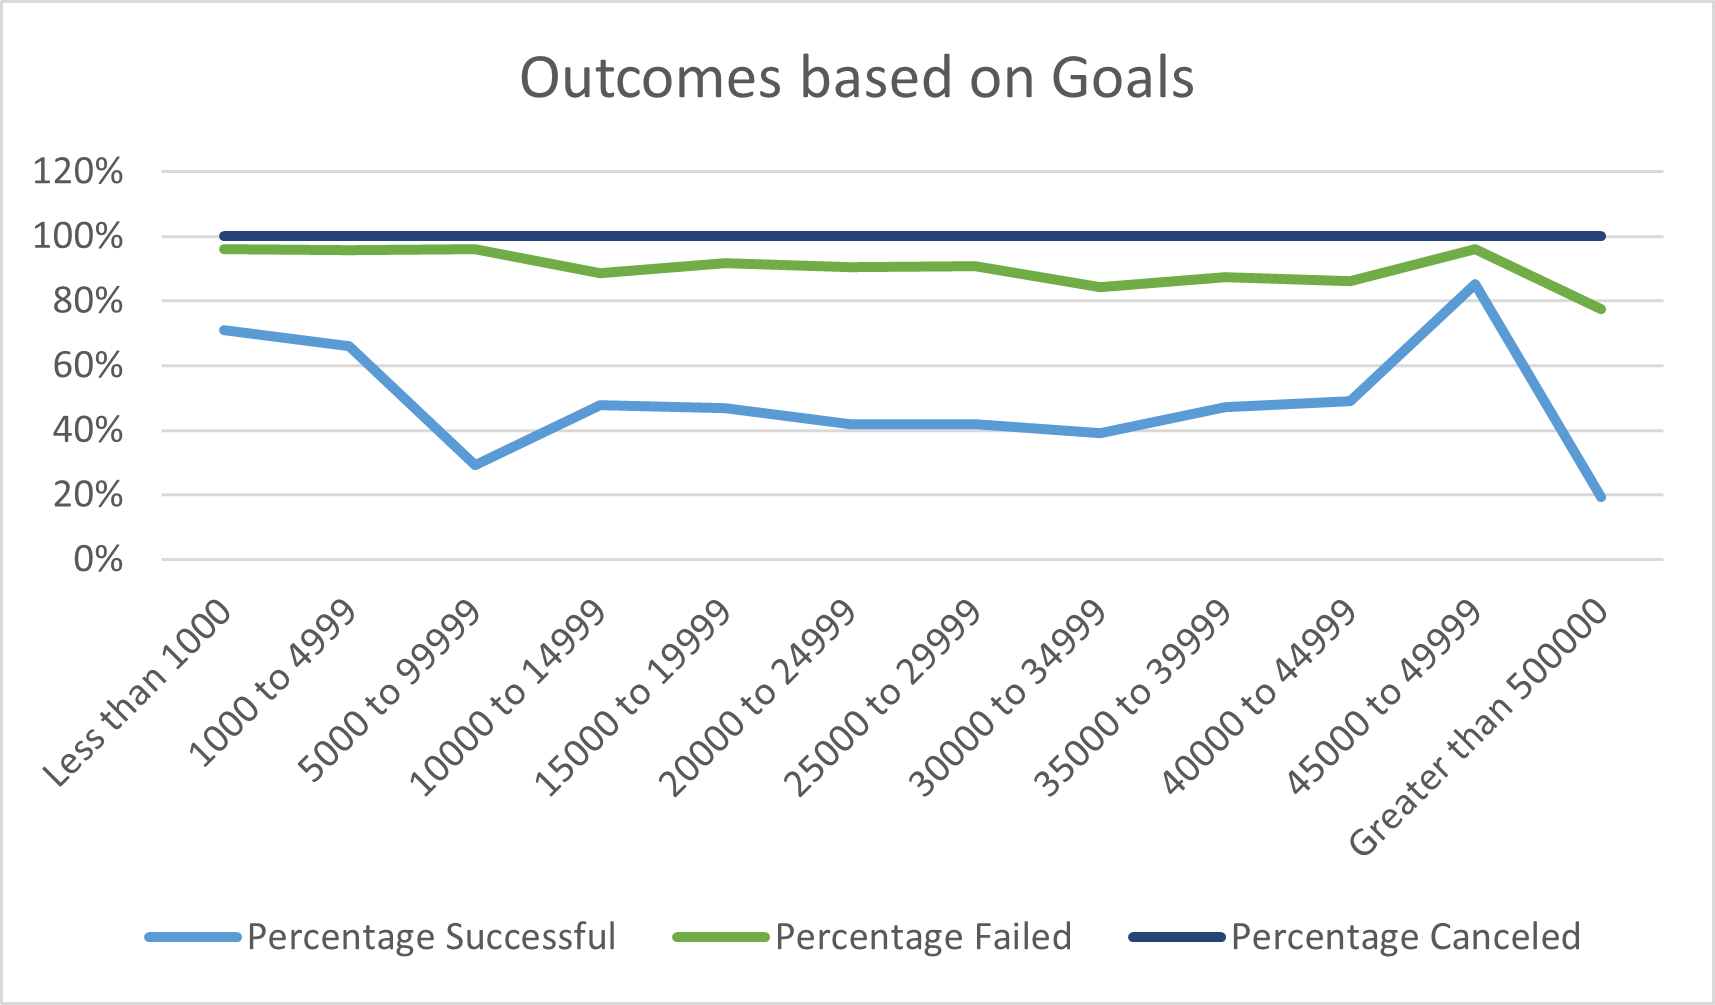 Outcomes based on Goals
120%
100%
80%
60%
40%
20%
0%
Less than 1000
1000 to 4999
5000 to 99999
10000 to 14999
15000 to 19999
20000 to 24999
25000 to 29999
30000 to 34999
35000 to 39999
40000 to 44999
45000 to 49999
Greater than 500000
Percentage Successful
Percentage Failed
Percentage Canceled